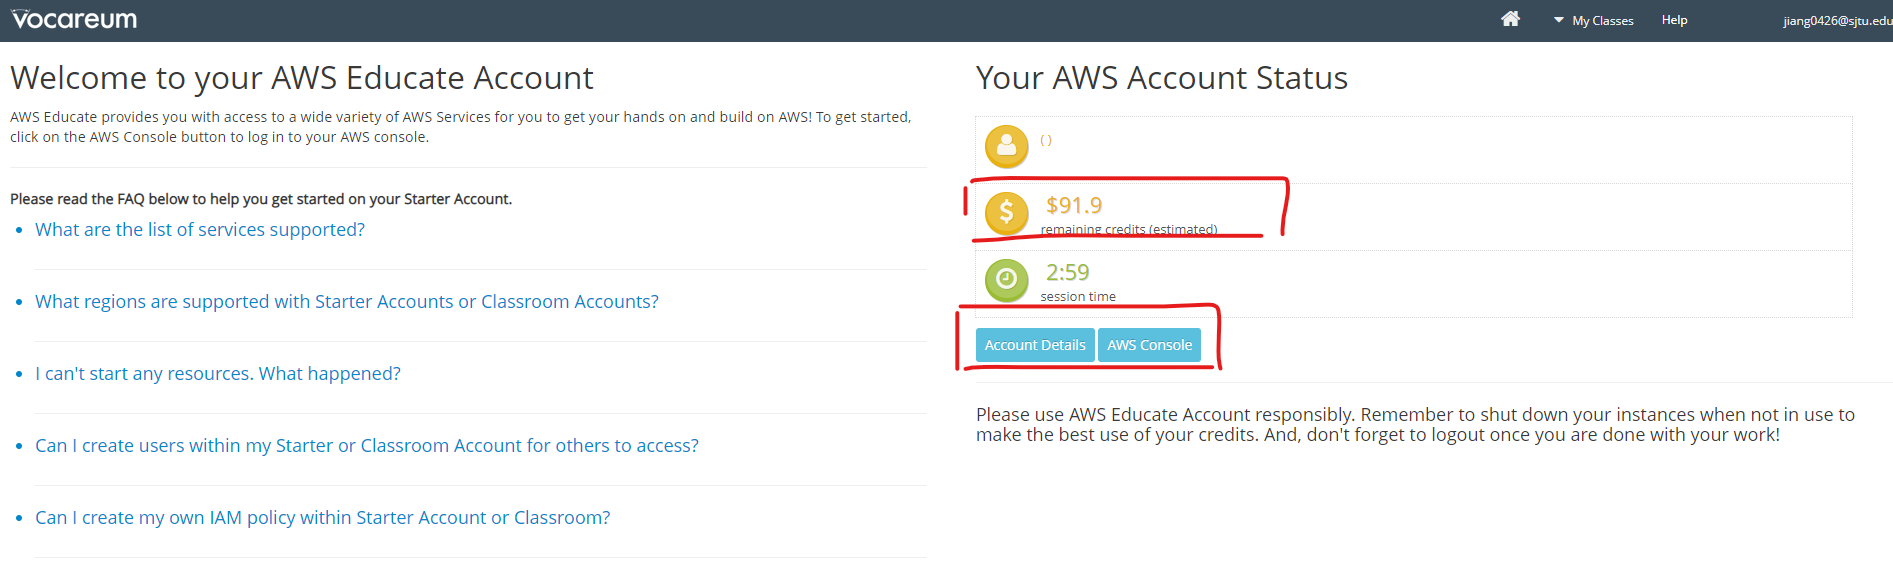 Vocareum
My Classes
Help
jiang0426@sjtu.edu
Welcome to your AWS Educate Account
AWS Educate provides you with access to a wide variety of AWS Services for you to get your hands on and build on AWS! To get started,
click on the AWS Console button to log in to your AWS console.
Please read the FAQ below to help you get started on your Starter Account.
What are the list of services supported?
What regions are supported with Starter Accounts or Classroom Accounts?
I can't start any resources. What happened?
Can I create users within my Starter or Classroom Account for others to access?
Can I create my own IAM policy within Starter Account or Classroom?
Your AWS Account Status
( )
$91.9
remaining credits (estimated)
2:59
session time
Account Details
AWS Console
Please use AWS Educate Account responsibly. Remember to shut down your instances when not in use to
make the best use of your credits. And, don't forget to logout once you are done with your work!